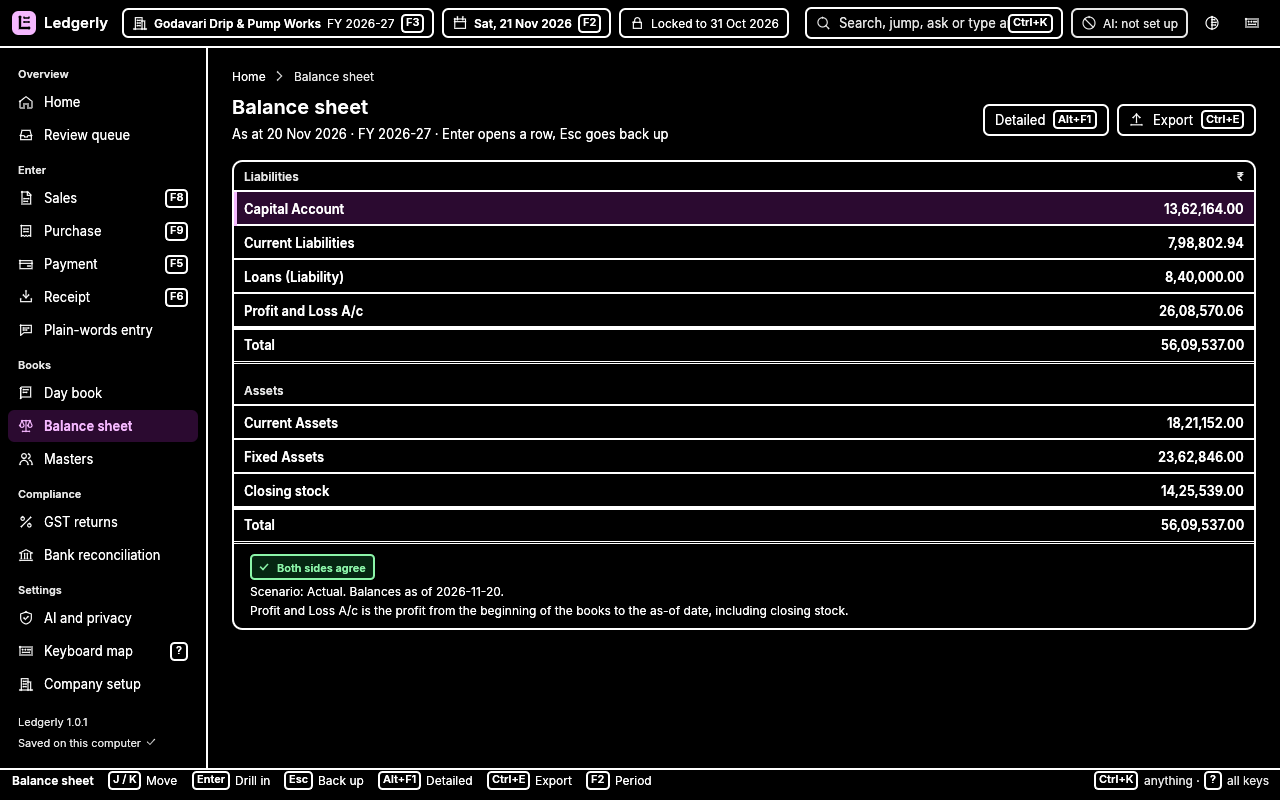 Ledgerly
Godavari Drip & Pump Works FY 2026-27 F3
Sat, 21 Nov 2026 F2
Locked to 31 Oct 2026
Search, jump, ask or type a Ctrl+K
AI: not set up
Overview
Home
Review queue
Enter
Sales F8
Purchase F9
Payment F5
Receipt F6
Plain-words entry
Books
Day book
Balance sheet
Masters
Compliance
GST returns
Bank reconciliation
Settings
AI and privacy
Keyboard map ?
Company setup
Ledgerly 1.0.1
Saved on this computer
Home > Balance sheet
Balance sheet
As at 20 Nov 2026 · FY 2026-27 · Enter opens a row, Esc goes back up
Detailed Alt+F1
Export Ctrl+E
Liabilities ₹
Capital Account 13,62,164.00
Current Liabilities 7,98,802.94
Loans (Liability) 8,40,000.00
Profit and Loss A/c 26,08,570.06
Total 56,09,537.00
Assets
Current Assets 18,21,152.00
Fixed Assets 23,62,846.00
Closing stock 14,25,539.00
Total 56,09,537.00
Both sides agree
Scenario: Actual. Balances as of 2026-11-20.
Profit and Loss A/c is the profit from the beginning of the books to the as-of date, including closing stock.
Balance sheet J / K Move Enter Drill in Esc Back up Alt+F1 Detailed Ctrl+E Export F2 Period Ctrl+K anything · ? all keys